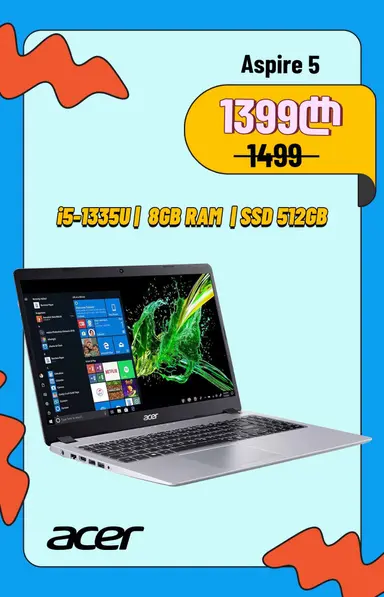 Aspire 5
1399₾
1499
i5-1335U | 8GB RAM | SSD 512GB
acer
acer